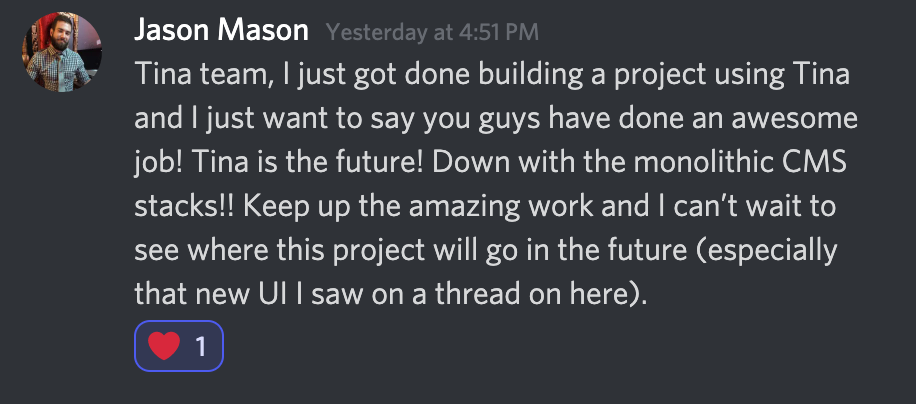 Jason Mason Yesterday at 4:51 PM
Tina team, I just got done building a project using Tina
and I just want to say you guys have done an awesome
job! Tina is the future! Down with the monolithic CMS
stacks!! Keep up the amazing work and I can't wait to
see where this project will go in the future (especially
that new UI I saw on a thread on here).
1